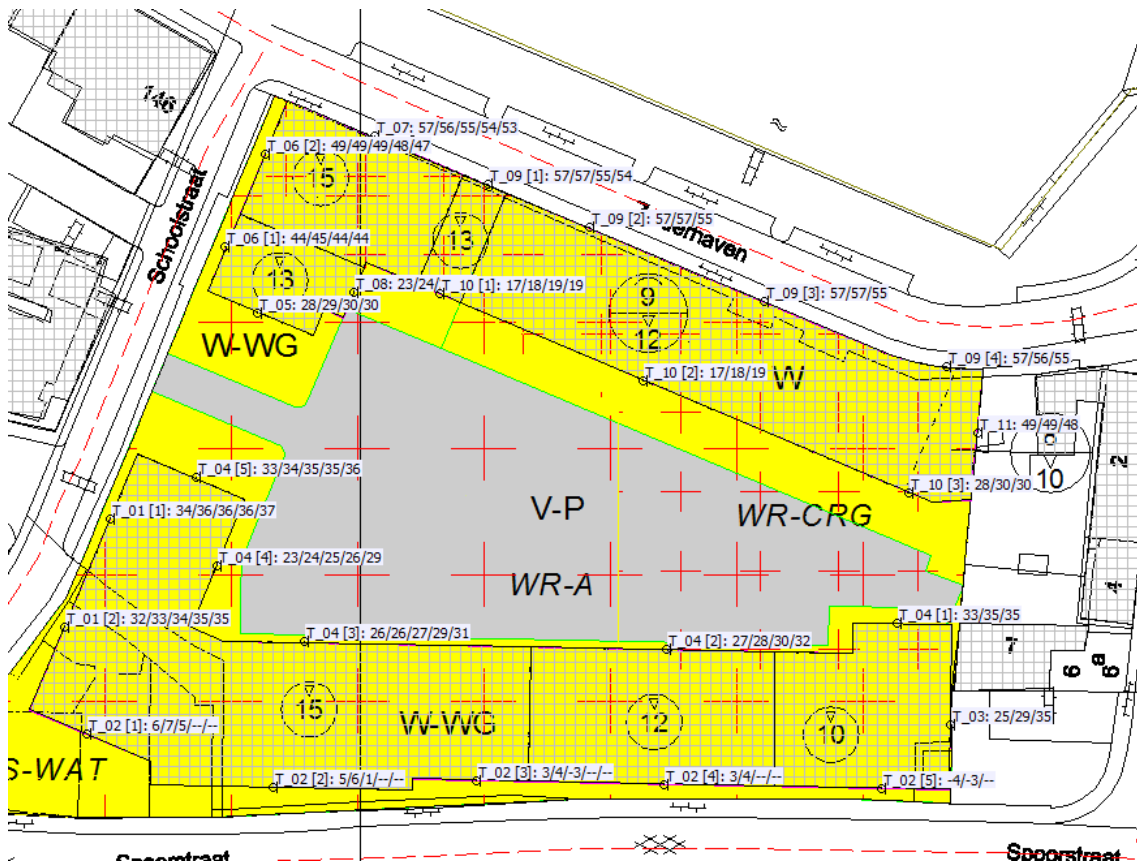 146
Schoolstraat
T_07: 57/56/55/54/53
T_06 [2]: 49/49/49/48/47
15
T_09 [1]: 57/57/55/54
T_09 [2]: 57/57/55
13
T_06 [1]: 44/45/44/44
13
T_08: 23/24/
T_10 [1]: 17/18/19/19
T_05: 28/29/30/30
9
12
T_09 [3]: 57/57/55
W-WG
T_10 [2]: 17/18/19
W
T_09 [4]: 57/56/55
T_11: 49/49/48
9
10
2
T_04 [5]: 33/34/35/35/36
T_10 [3]: 28/30/30
T_01 [1]: 34/36/36/36/37
V-P
WR-CRG
T_04 [4]: 23/24/25/26/29
WR-A
4
T_01 [2]: 32/33/34/35/35
T_04 [1]: 33/35/35
T_04 [3]: 26/26/27/29/31
T_04 [2]: 27/28/30/32
7
6
a
6
15
W-WG
12
10
T_03: 25/29/35
T_02 [1]: 6/7/5/--/--
S-WAT
T_02 [2]: 5/6/1/--/--
T_02 [3]: 3/4/-3/--/--
T_02 [4]: 3/4/--/--
T_02 [5]: -4/-3/--
Spoorstraat
Spoorstraat